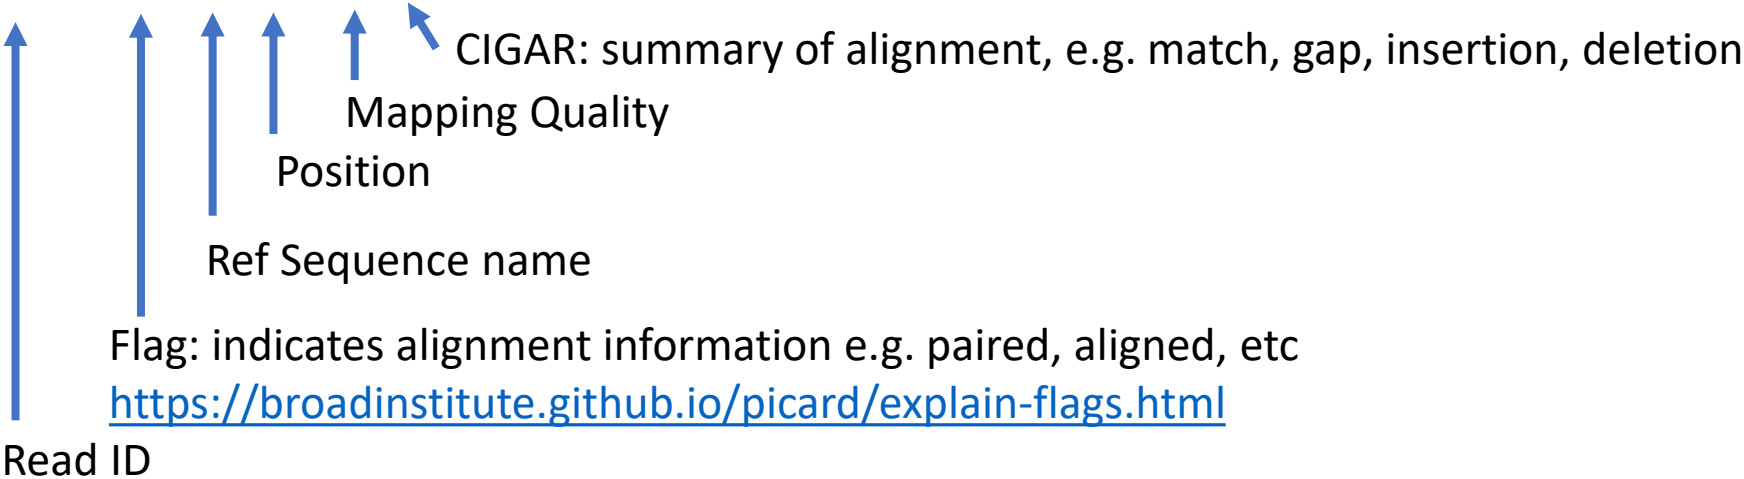 CIGAR: summary of alignment, e.g. match, gap, insertion, deletion
Mapping Quality
Position
Ref Sequence name
Flag: indicates alignment information e.g. paired, aligned, etc
https://broadinstitute.github.io/picard/explain-flags.html
Read ID